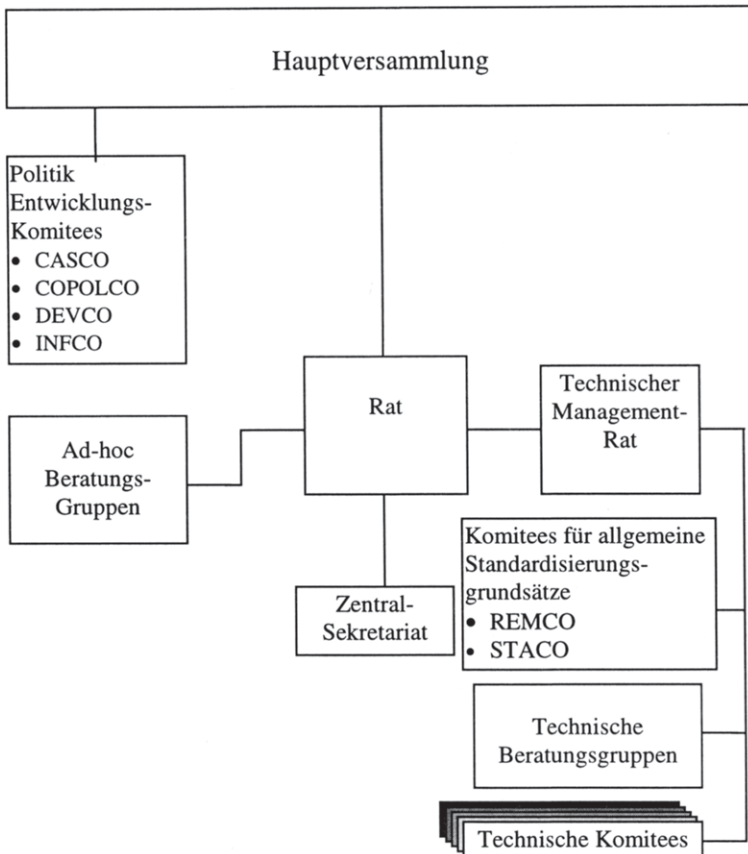 Hauptversammlung
Politik
Entwicklungs-
Komitees
• CASCO
• COPOLCO
• DEVCO
• INFCO
Rat
Technischer
Management-
Rat
Ad-hoc
Beratungs-
Gruppen
Komitees für allgemeine
Standardisierungs-
grundsätze
• REMCO
• STACO
Zentral-
Sekretariat
Technische
Beratungsgruppen
Technische Komitees